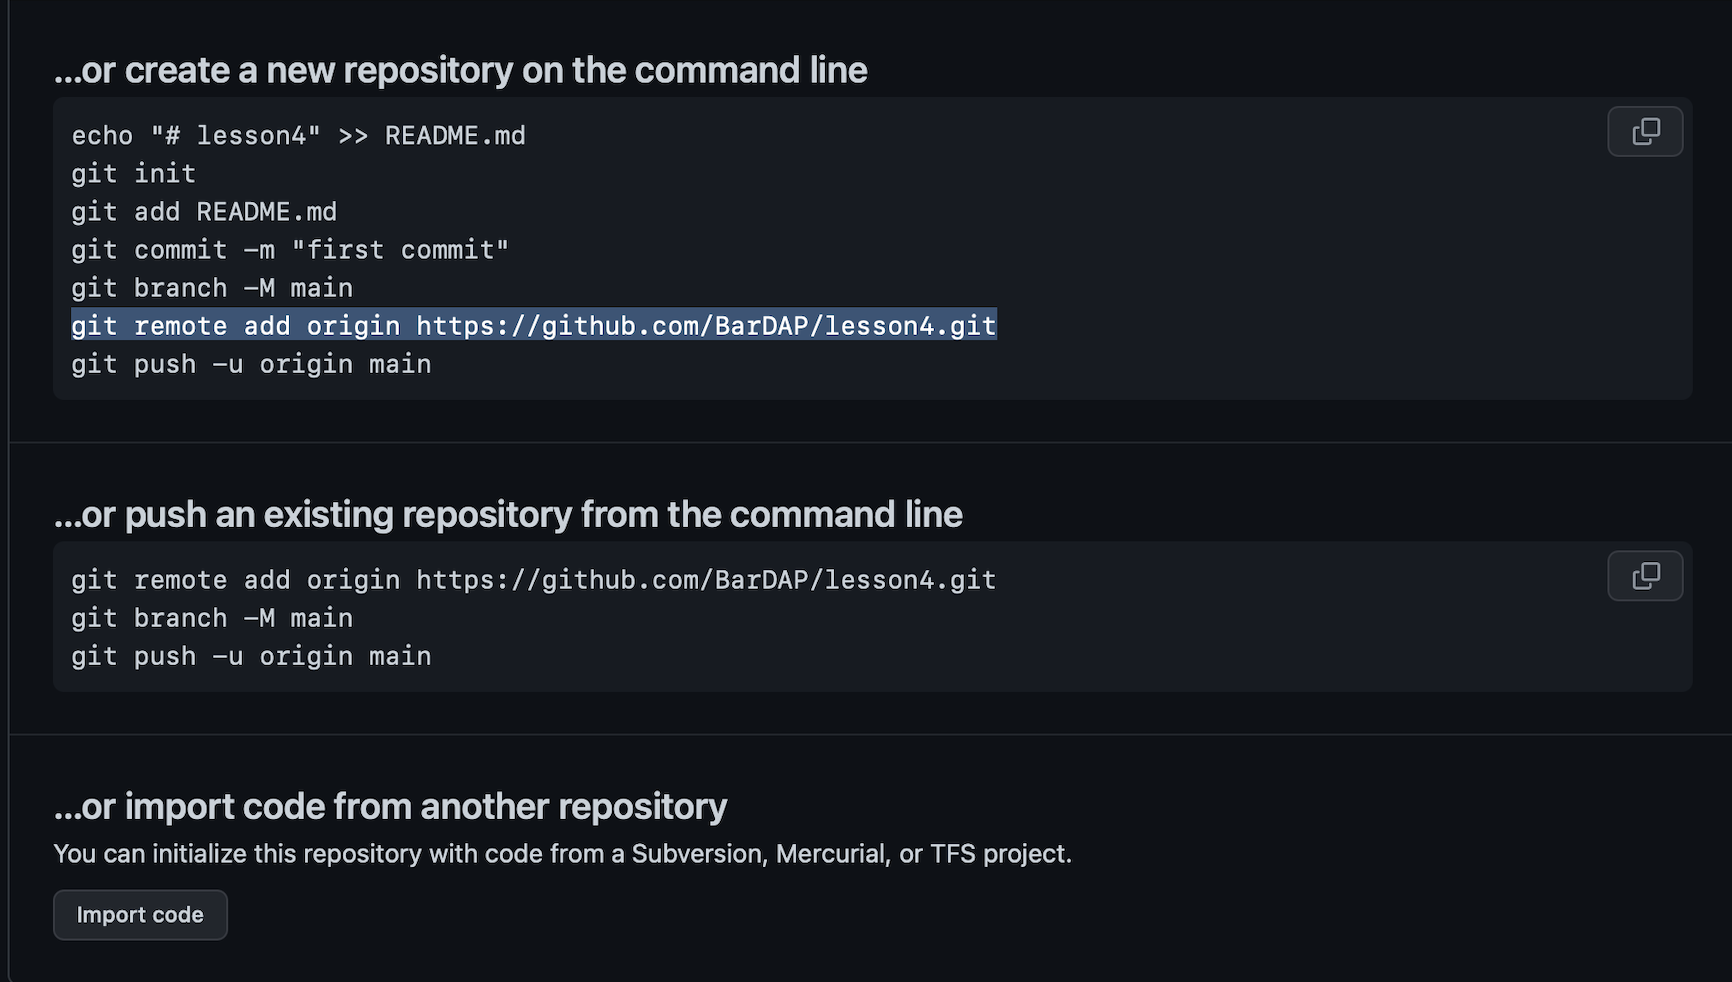 ...or create a new repository on the command line
echo "# lesson4" >> README.md
git init
git add README.md
git commit -m "first commit"
git branch -M main
git remote add origin https://github.com/BarDAP/lesson4.git
git push -u origin main
...or push an existing repository from the command line
git remote add origin https://github.com/BarDAP/lesson4.git
git branch -M main
git push -u origin main
...or import code from another repository
You can initialize this repository with code from a Subversion, Mercurial, or TFS project.
Import code